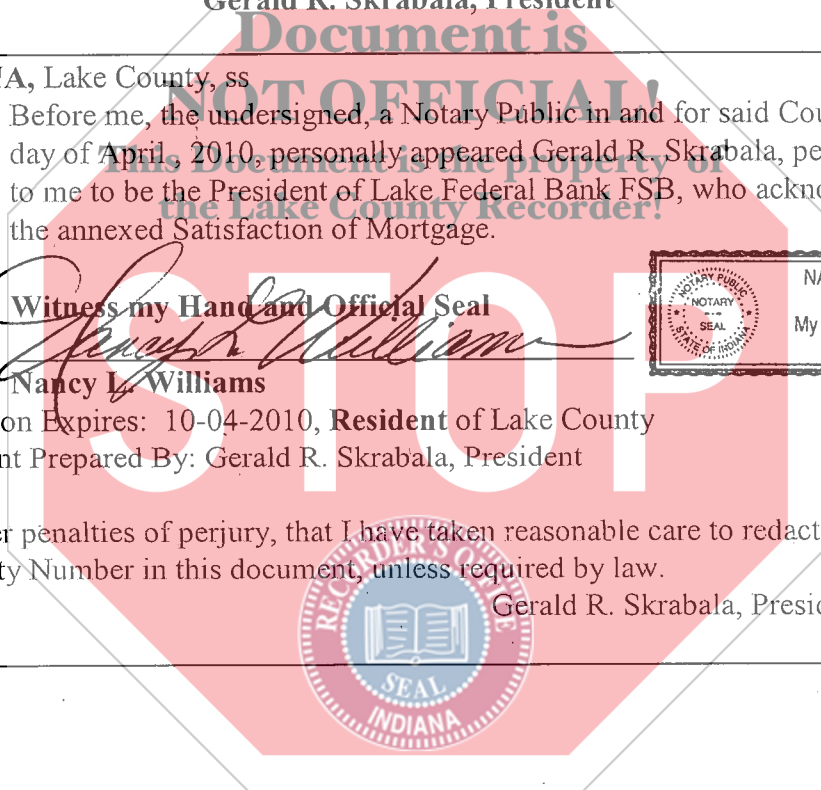 Gerald R. Skrabala, President
Document is
NOT OFFICIAL!
This Document is the property of
the Lake County Recorder!
STOP
A, Lake County, ss
Before me, the undersigned, a Notary Public in and for said Cou
day of April, 2010, personally appeared Gerald R. Skrabala, pe
to me to be the President of Lake Federal Bank FSB, who ackno
the annexed Satisfaction of Mortgage.
Witness my Hand and Official Seal
Nancy L. Williams
Nancy L. Williams
NOTARY PUBLIC
NOTARY
SEAL
STATE OF INDIANA
NA
My
on Expires: 10-04-2010, Resident of Lake County
nt Prepared By: Gerald R. Skrabala, President
er penalties of perjury, that I have taken reasonable care to redact
ty Number in this document, unless required by law.
Gerald R. Skrabala, Presid
RECORDER'S OFFICE
SEAL
INDIANA